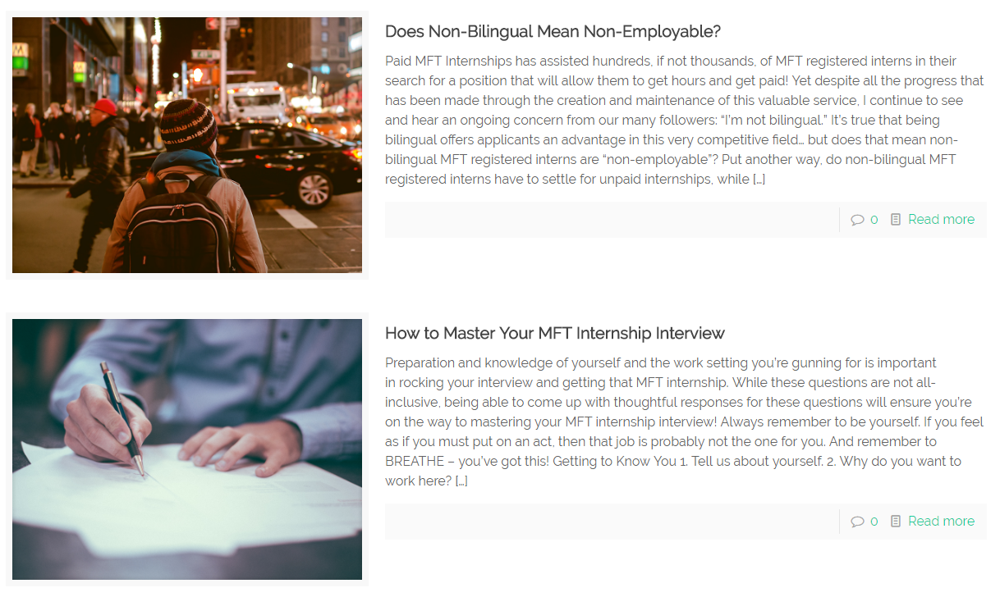 Does Non-Bilingual Mean Non-Employable?
Paid MFT Internships has assisted hundreds, if not thousands, of MFT registered interns in their
search for a position that will allow them to get hours and get paid! Yet despite all the progress that
has been made through the creation and maintenance of this valuable service, I continue to see
and hear an ongoing concern from our many followers: “I’m not bilingual.” It’s true that being
bilingual offers applicants an advantage in this very competitive field… but does that mean non-
bilingual MFT registered interns are “non-employable”? Put another way, do non-bilingual MFT
registered interns have to settle for unpaid internships, while […]
0 Read more
How to Master Your MFT Internship Interview
Preparation and knowledge of yourself and the work setting you’re gunning for is important
in rocking your interview and getting that MFT internship. While these questions are not all-
inclusive, being able to come up with thoughtful responses for these questions will ensure you’re
on the way to mastering your MFT internship interview! Always remember to be yourself. If you feel
as if you must put on an act, then that job is probably not the one for you. And remember to
BREATHE – you’ve got this! Getting to Know You 1. Tell us about yourself. 2. Why do you want to
work here? […]
0 Read more